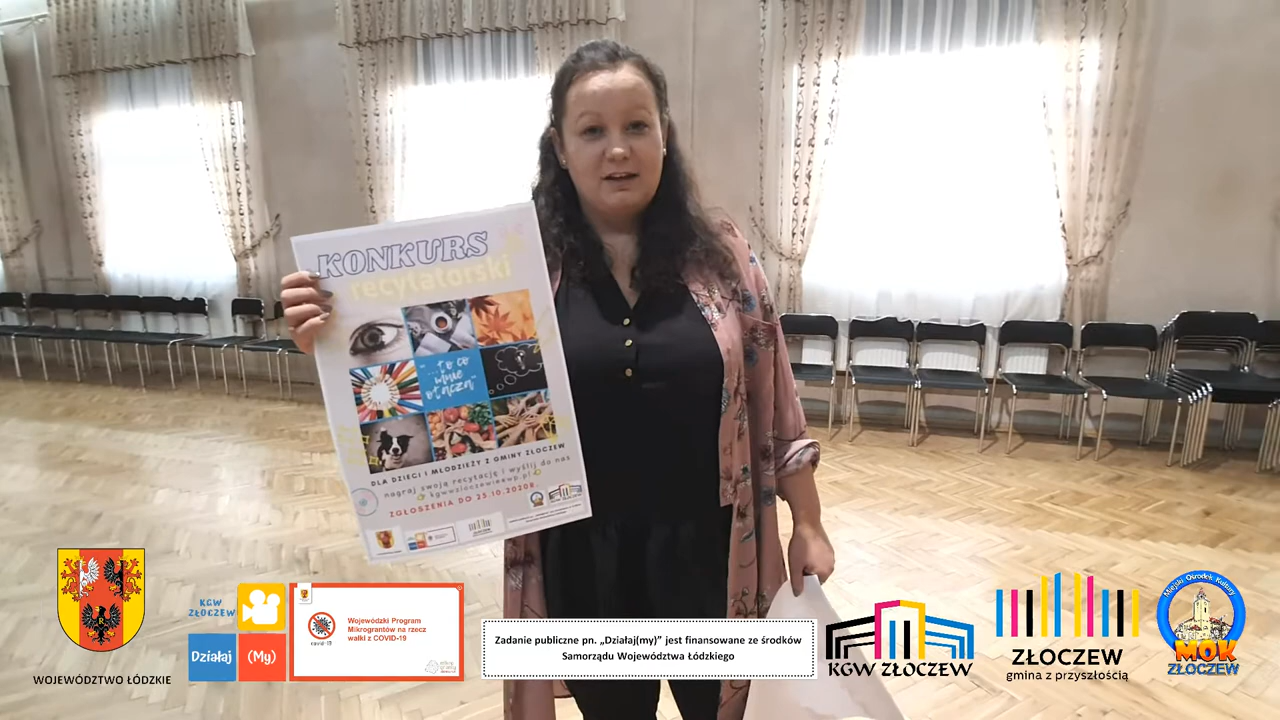 KONKURS
recytatorski
"...to co
mnie
otacza"
DLA DZIECI I MŁODZIEŻY Z GMINY ZŁOCZEW
nagraj swoją recytację i wyślij do nas
ZGŁOSZENIA DO 25.10.2020R.
KGW ZŁOCZEW
WOJEWÓDZTWO ŁÓDZKIE
KGW
ZŁOCZEW
Działaj (My)
covid-19
Wojewódzki Program
Mikrograntów na rzecz
walki z COVID-19
Zadanie publiczne pn. „Działaj(my)” jest finansowane ze środków
Samorządu Województwa Łódzkiego
KGW ZŁOCZEW
ZŁOCZEW
gmina z przyszłością
Miejski Ośrodek Kultury
MOK
ZŁOCZEW